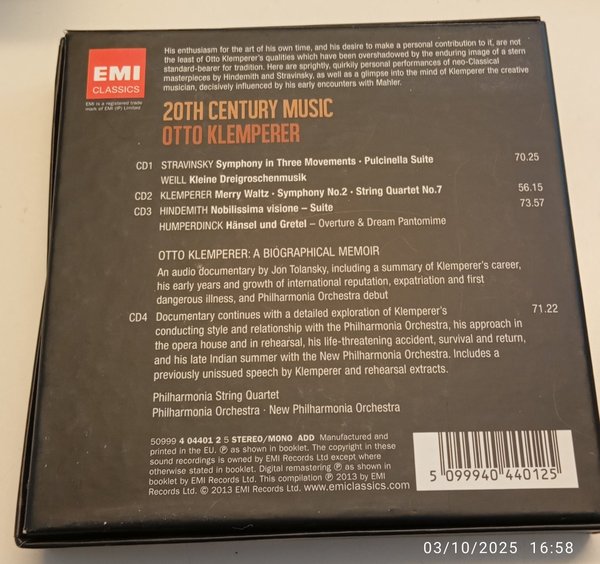 His enthusiasm for the art of his own time, and his desire to make a personal contribution to it, are not
the least of Otto Klemperer's qualities which have been overshadowed by the enduring image of a stern
standard-bearer for tradition. Here are sprightly, quirkily personal performances of neo-Classical
masterpieces by Hindemith and Stravinsky, as well as a glimpse into the mind of Klemperer the creative
musician, decisively influenced by his early encounters with Mahler.
EMI
CLASSICS
EMI is a registered trade
mark of EMI (IP) Limited
20TH CENTURY MUSIC
OTTO KLEMPERER
CD1 STRAVINSKY Symphony in Three Movements · Pulcinella Suite 70.25
WEILL Kleine Dreigroschenmusik
CD2 KLEMPERER Merry Waltz · Symphony No.2 · String Quartet No.7 56.15
CD3 HINDEMITH Nobilissima visione – Suite 73.57
HUMPERDINCK Hänsel und Gretel – Overture & Dream Pantomime
OTTO KLEMPERER: A BIOGRAPHICAL MEMOIR
An audio documentary by Jon Tolansky, including a summary of Klemperer's career,
his early years and growth of international reputation, expatriation and first
dangerous illness, and Philharmonia Orchestra debut
CD4 Documentary continues with a detailed exploration of Klemperer's 71.22
conducting style and relationship with the Philharmonia Orchestra, his approach in
the opera house and in rehearsal, his life-threatening accident, survival and return,
and his late Indian summer with the New Philharmonia Orchestra. Includes a
previously unissued speech by Klemperer and rehearsal extracts.
Philharmonia String Quartet
Philharmonia Orchestra · New Philharmonia Orchestra
50999 4 04401 2 5 STEREO/MONO ADD Manufactured and
printed in the EU. ℗ as shown in booklet. The copyright in these
sound recordings is owned by EMI Records Ltd except where
otherwise stated in booklet. Digital remastering ℗ as shown in
booklet by EMI Records Ltd. This compilation ℗ 2013 by EMI
Records Ltd. © 2013 EMI Records Ltd. www.emiclassics.com
5 099940 440125
03/10/2025 16:58